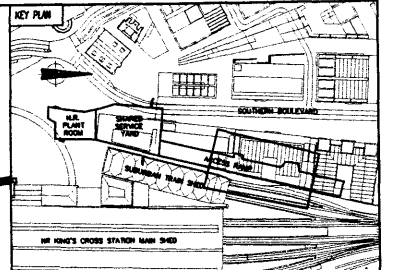 KEY PLAN
SOUTHERN BOULEVARD
N.R.
PLANT
ROOM
SHARED
SERVICE
YARD
ACCESS RAMP
SUBURBAN TRAIN SHED
NR KING'S CROSS STATION MAIN SHED